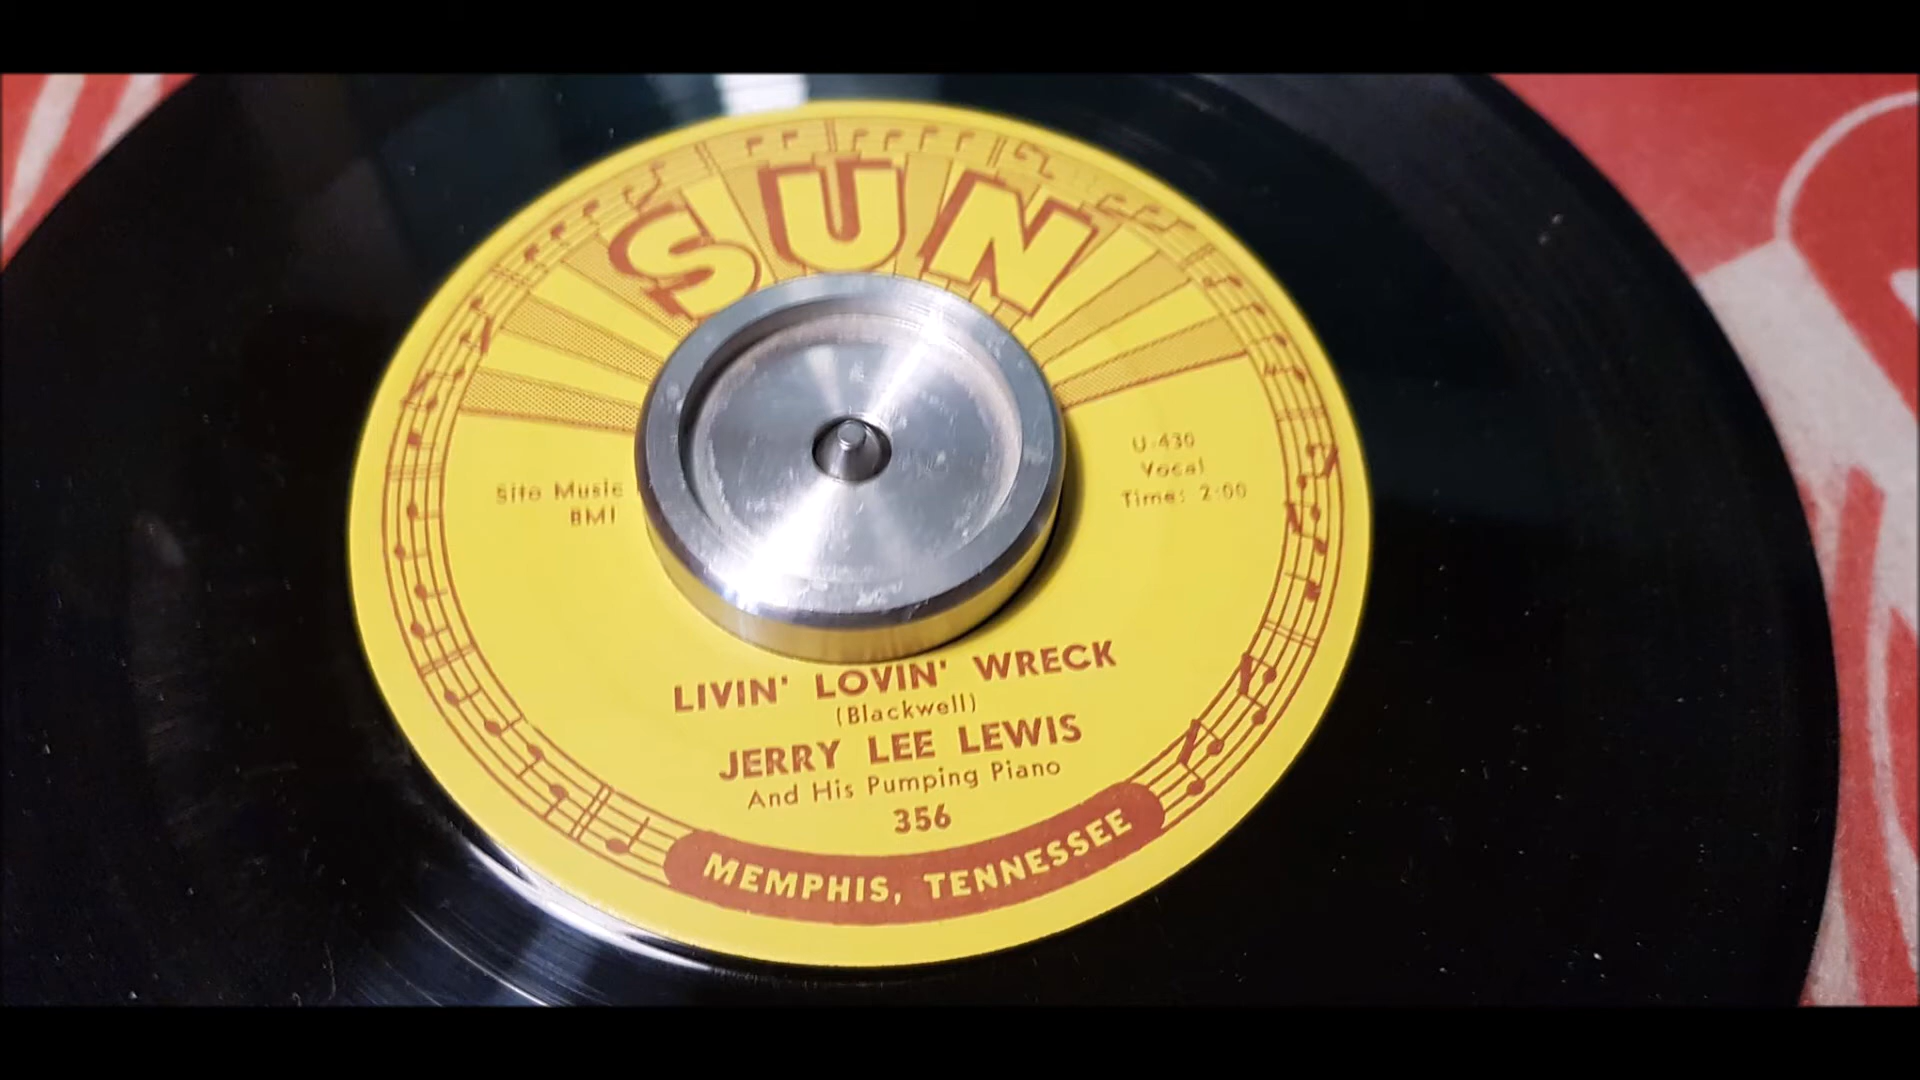 SUN
Site Music
BMI
U-430
Vocal
Time: 2:00
LIVIN' LOVIN' WRECK
(Blackwell)
JERRY LEE LEWIS
And His Pumping Piano
356
MEMPHIS, TENNESSEE